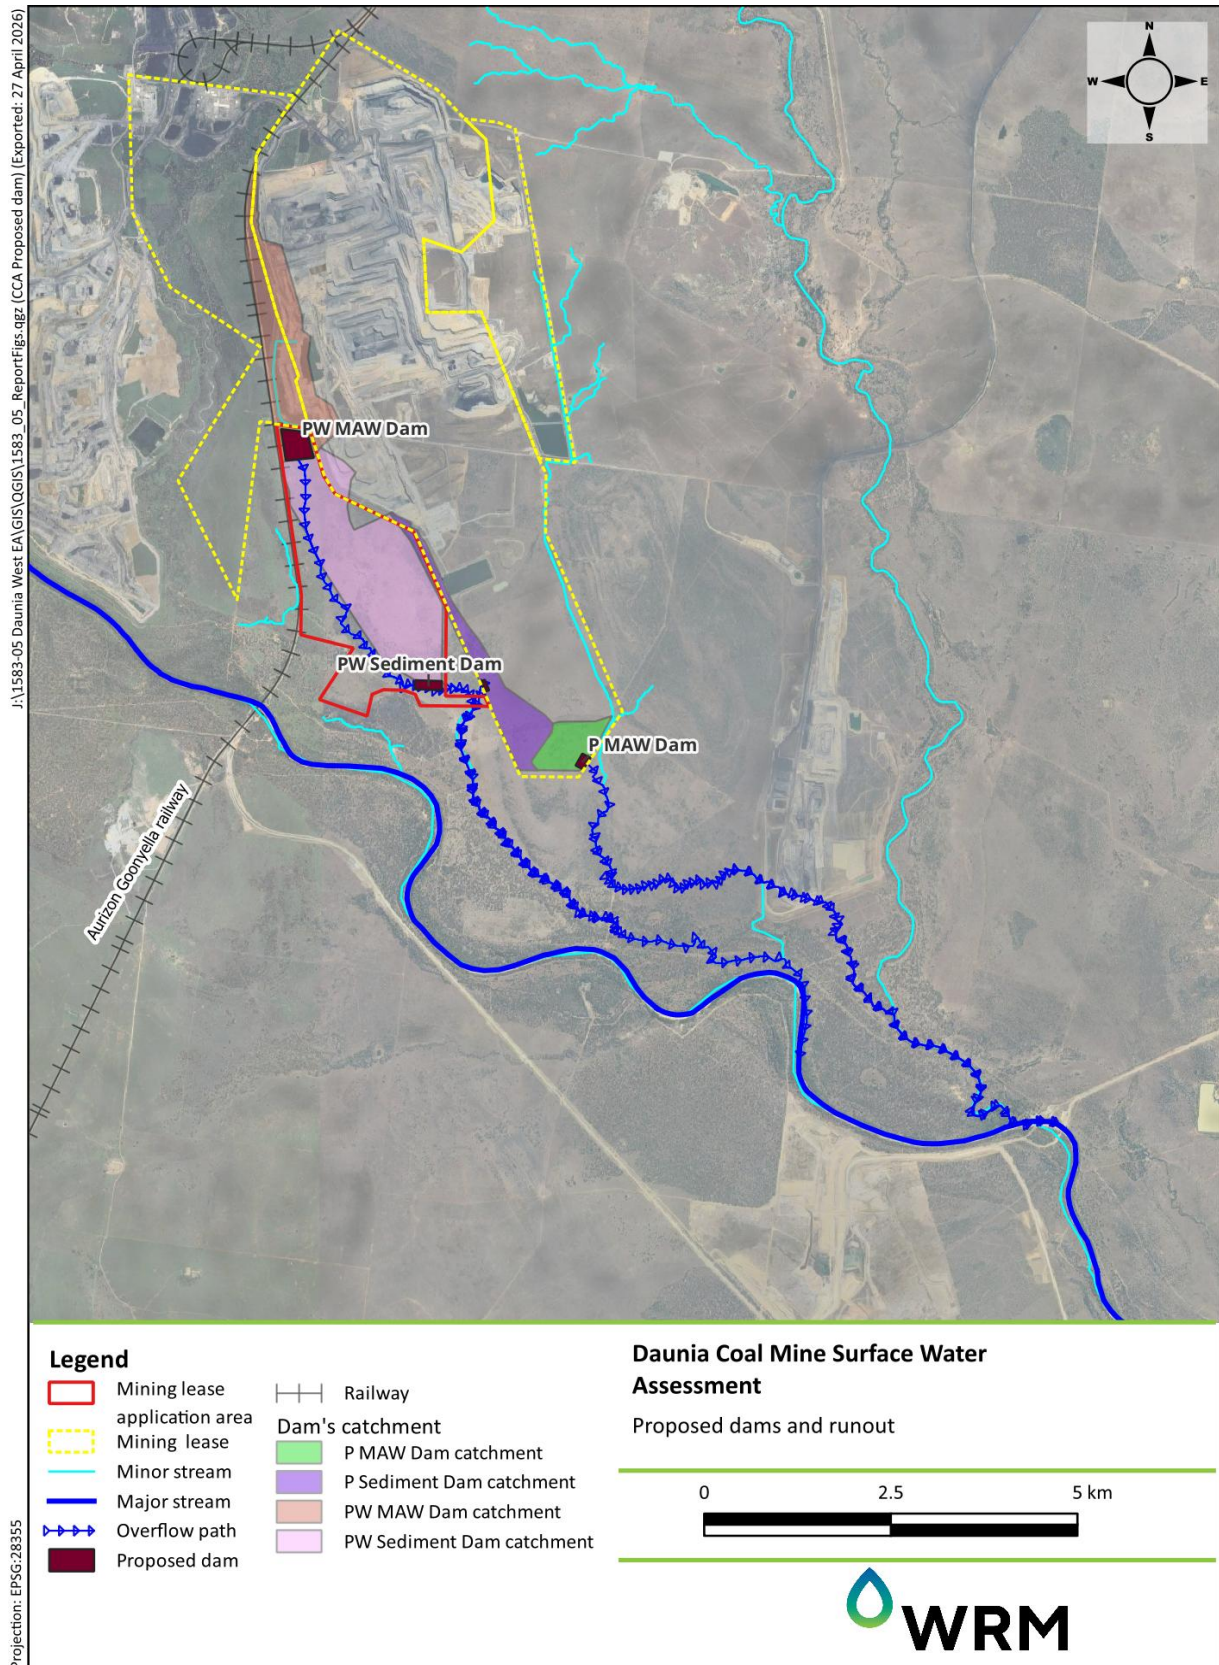 J:\1583-05 Daunia West EA\GIS\QGIS\1583_05_ReportFigs.qgz (CCA Proposed dam) (Exported: 27 April 2026)
N
W
E
S
PW MAW Dam
PW Sediment Dam
P MAW Dam
Aurizon Goonyella railway
Legend
Mining lease
application area
Mining lease
Minor stream
Major stream
Overflow path
Proposed dam
Railway
Dam's catchment
P MAW Dam catchment
P Sediment Dam catchment
PW MAW Dam catchment
PW Sediment Dam catchment
Daunia Coal Mine Surface Water
Assessment
Proposed dams and runout
0 2.5 5 km
WRM
Projection: EPSG:28355